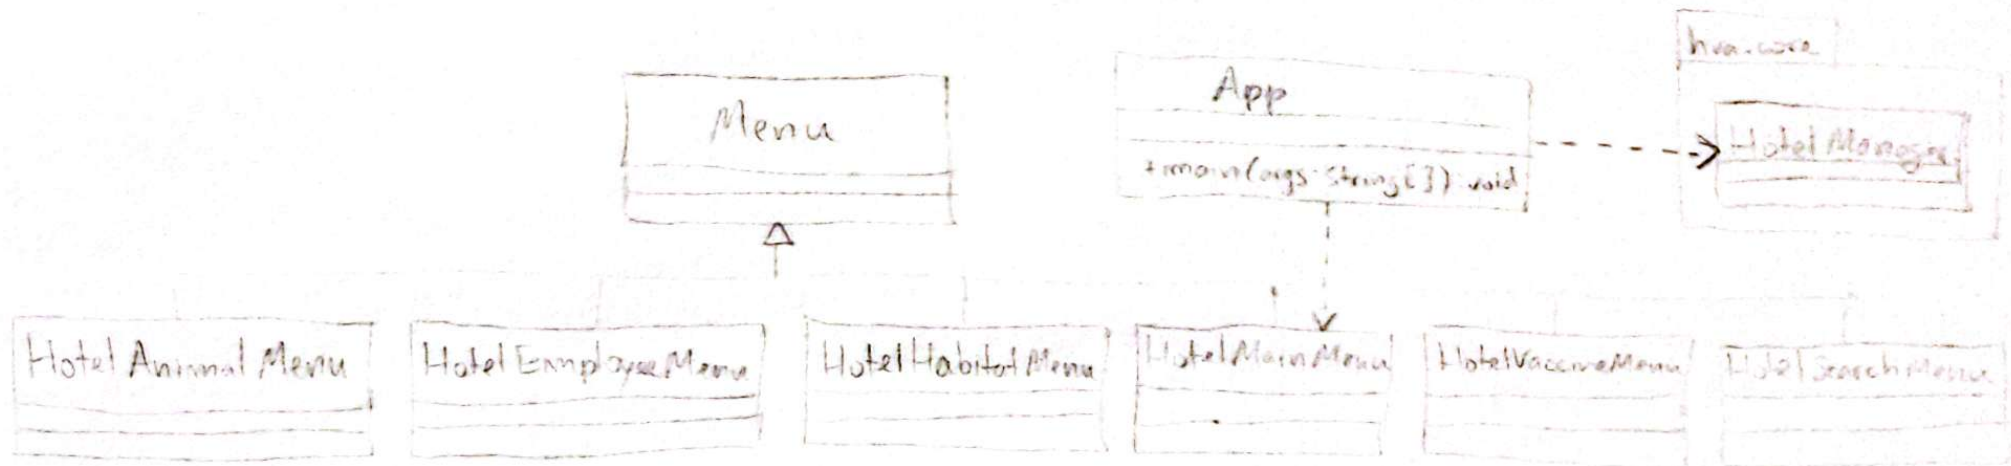 hva.core
Menu
App
+main(args: String[]): void
HotelManager
HotelAnimalMenu
HotelEmployeeMenu
HotelHabitatMenu
HotelMainMenu
HotelVaccineMenu
HotelSearchMenu